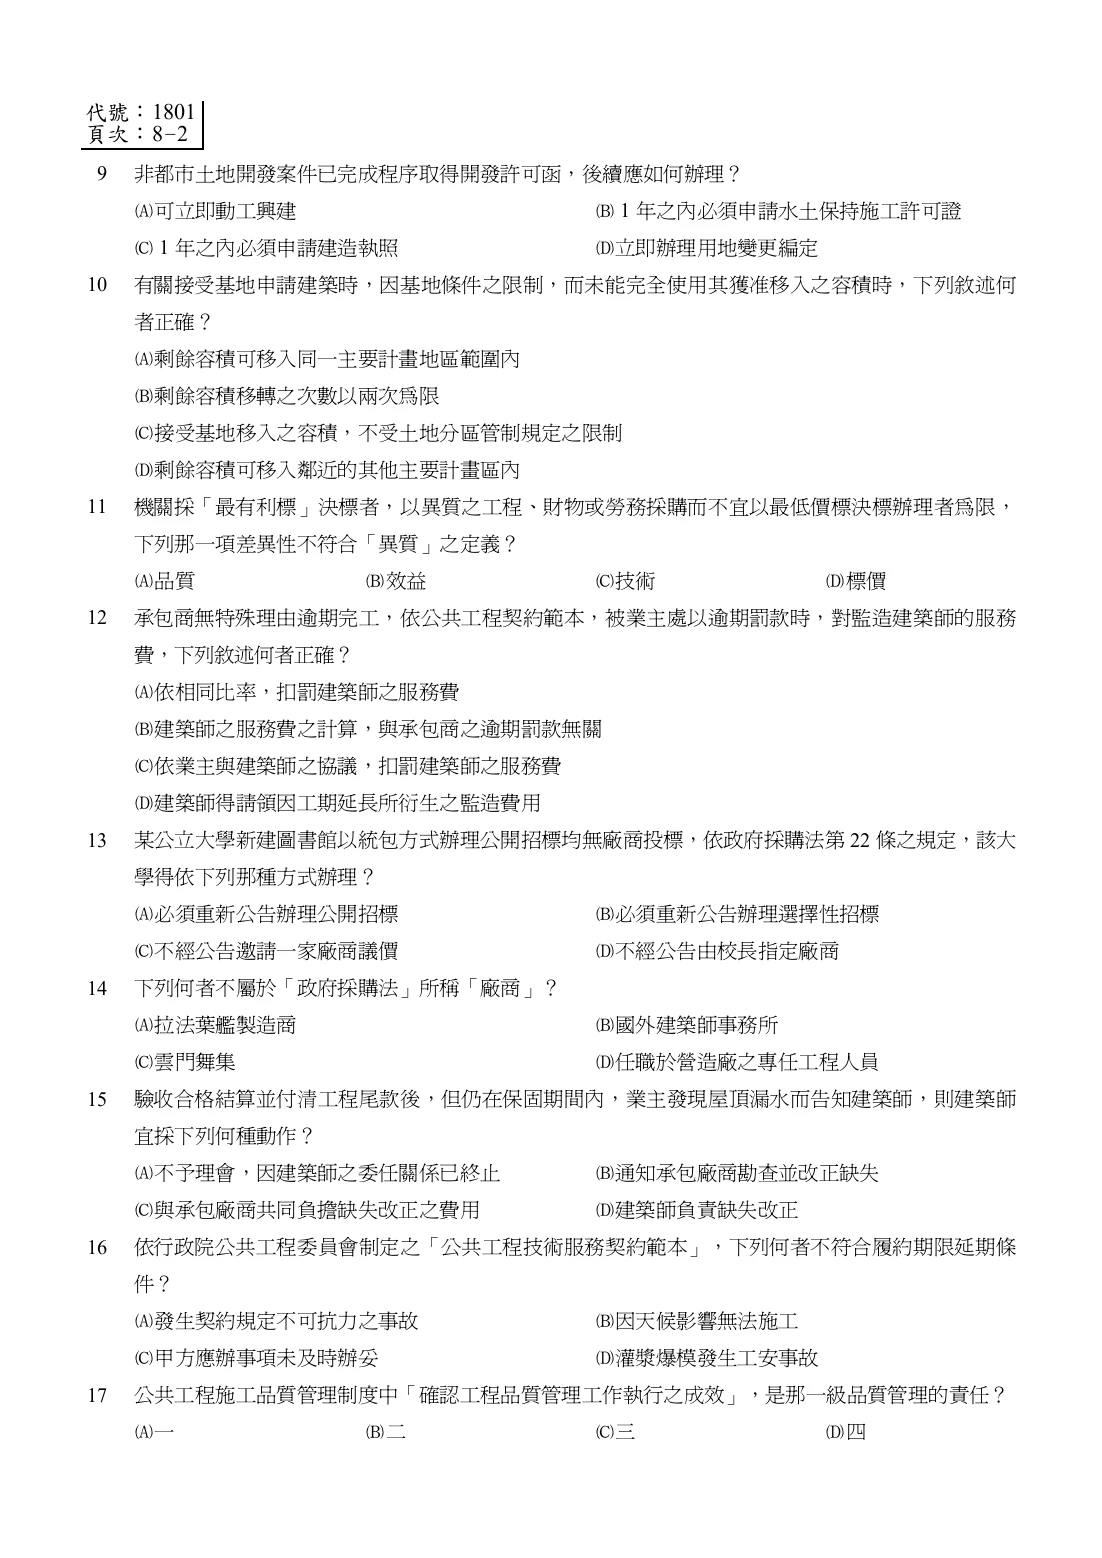 代號：1801
頁次：8－2
9 非都市土地開發案件已完成程序取得開發許可函，後續應如何辦理？
(A)可立即動工興建 (B) 1 年之內必須申請水土保持施工許可證
(C) 1 年之內必須申請建造執照 (D)立即辦理用地變更編定
10 有關接受基地申請建築時，因基地條件之限制，而未能完全使用其獲准移入之容積時，下列敘述何
者正確？
(A)剩餘容積可移入同一主要計畫地區範圍內
(B)剩餘容積移轉之次數以兩次為限
(C)接受基地移入之容積，不受土地分區管制規定之限制
(D)剩餘容積可移入鄰近的其他主要計畫區內
11 機關採「最有利標」決標者，以異質之工程、財物或勞務採購而不宜以最低價標決標辦理者為限，
下列那一項差異性不符合「異質」之定義？
(A)品質 (B)效益 (C)技術 (D)標價
12 承包商無特殊理由逾期完工，依公共工程契約範本，被業主處以逾期罰款時，對監造建築師的服務
費，下列敘述何者正確？
(A)依相同比率，扣罰建築師之服務費
(B)建築師之服務費之計算，與承包商之逾期罰款無關
(C)依業主與建築師之協議，扣罰建築師之服務費
(D)建築師得請領因工期延長所衍生之監造費用
13 某公立大學新建圖書館以統包方式辦理公開招標均無廠商投標，依政府採購法第 22 條之規定，該大
學得依下列那種方式辦理？
(A)必須重新公告辦理公開招標 (B)必須重新公告辦理選擇性招標
(C)不經公告邀請一家廠商議價 (D)不經公告由校長指定廠商
14 下列何者不屬於「政府採購法」所稱「廠商」？
(A)拉法葉艦製造商 (B)國外建築師事務所
(C)雲門舞集 (D)任職於營造廠之專任工程人員
15 驗收合格結算並付清工程尾款後，但仍在保固期間內，業主發現屋頂漏水而告知建築師，則建築師
宜採下列何種動作？
(A)不予理會，因建築師之委任關係已終止 (B)通知承包廠商勘查並改正缺失
(C)與承包廠商共同負擔缺失改正之費用 (D)建築師負責缺失改正
16 依行政院公共工程委員會制定之「公共工程技術服務契約範本」，下列何者不符合履約期限延期條
件？
(A)發生契約規定不可抗力之事故 (B)因天候影響無法施工
(C)甲方應辦事項未及時辦妥 (D)灌漿爆模發生工安事故
17 公共工程施工品質管理制度中「確認工程品質管理工作執行之成效」，是那一級品質管理的責任？
(A)一 (B)二 (C)三 (D)四